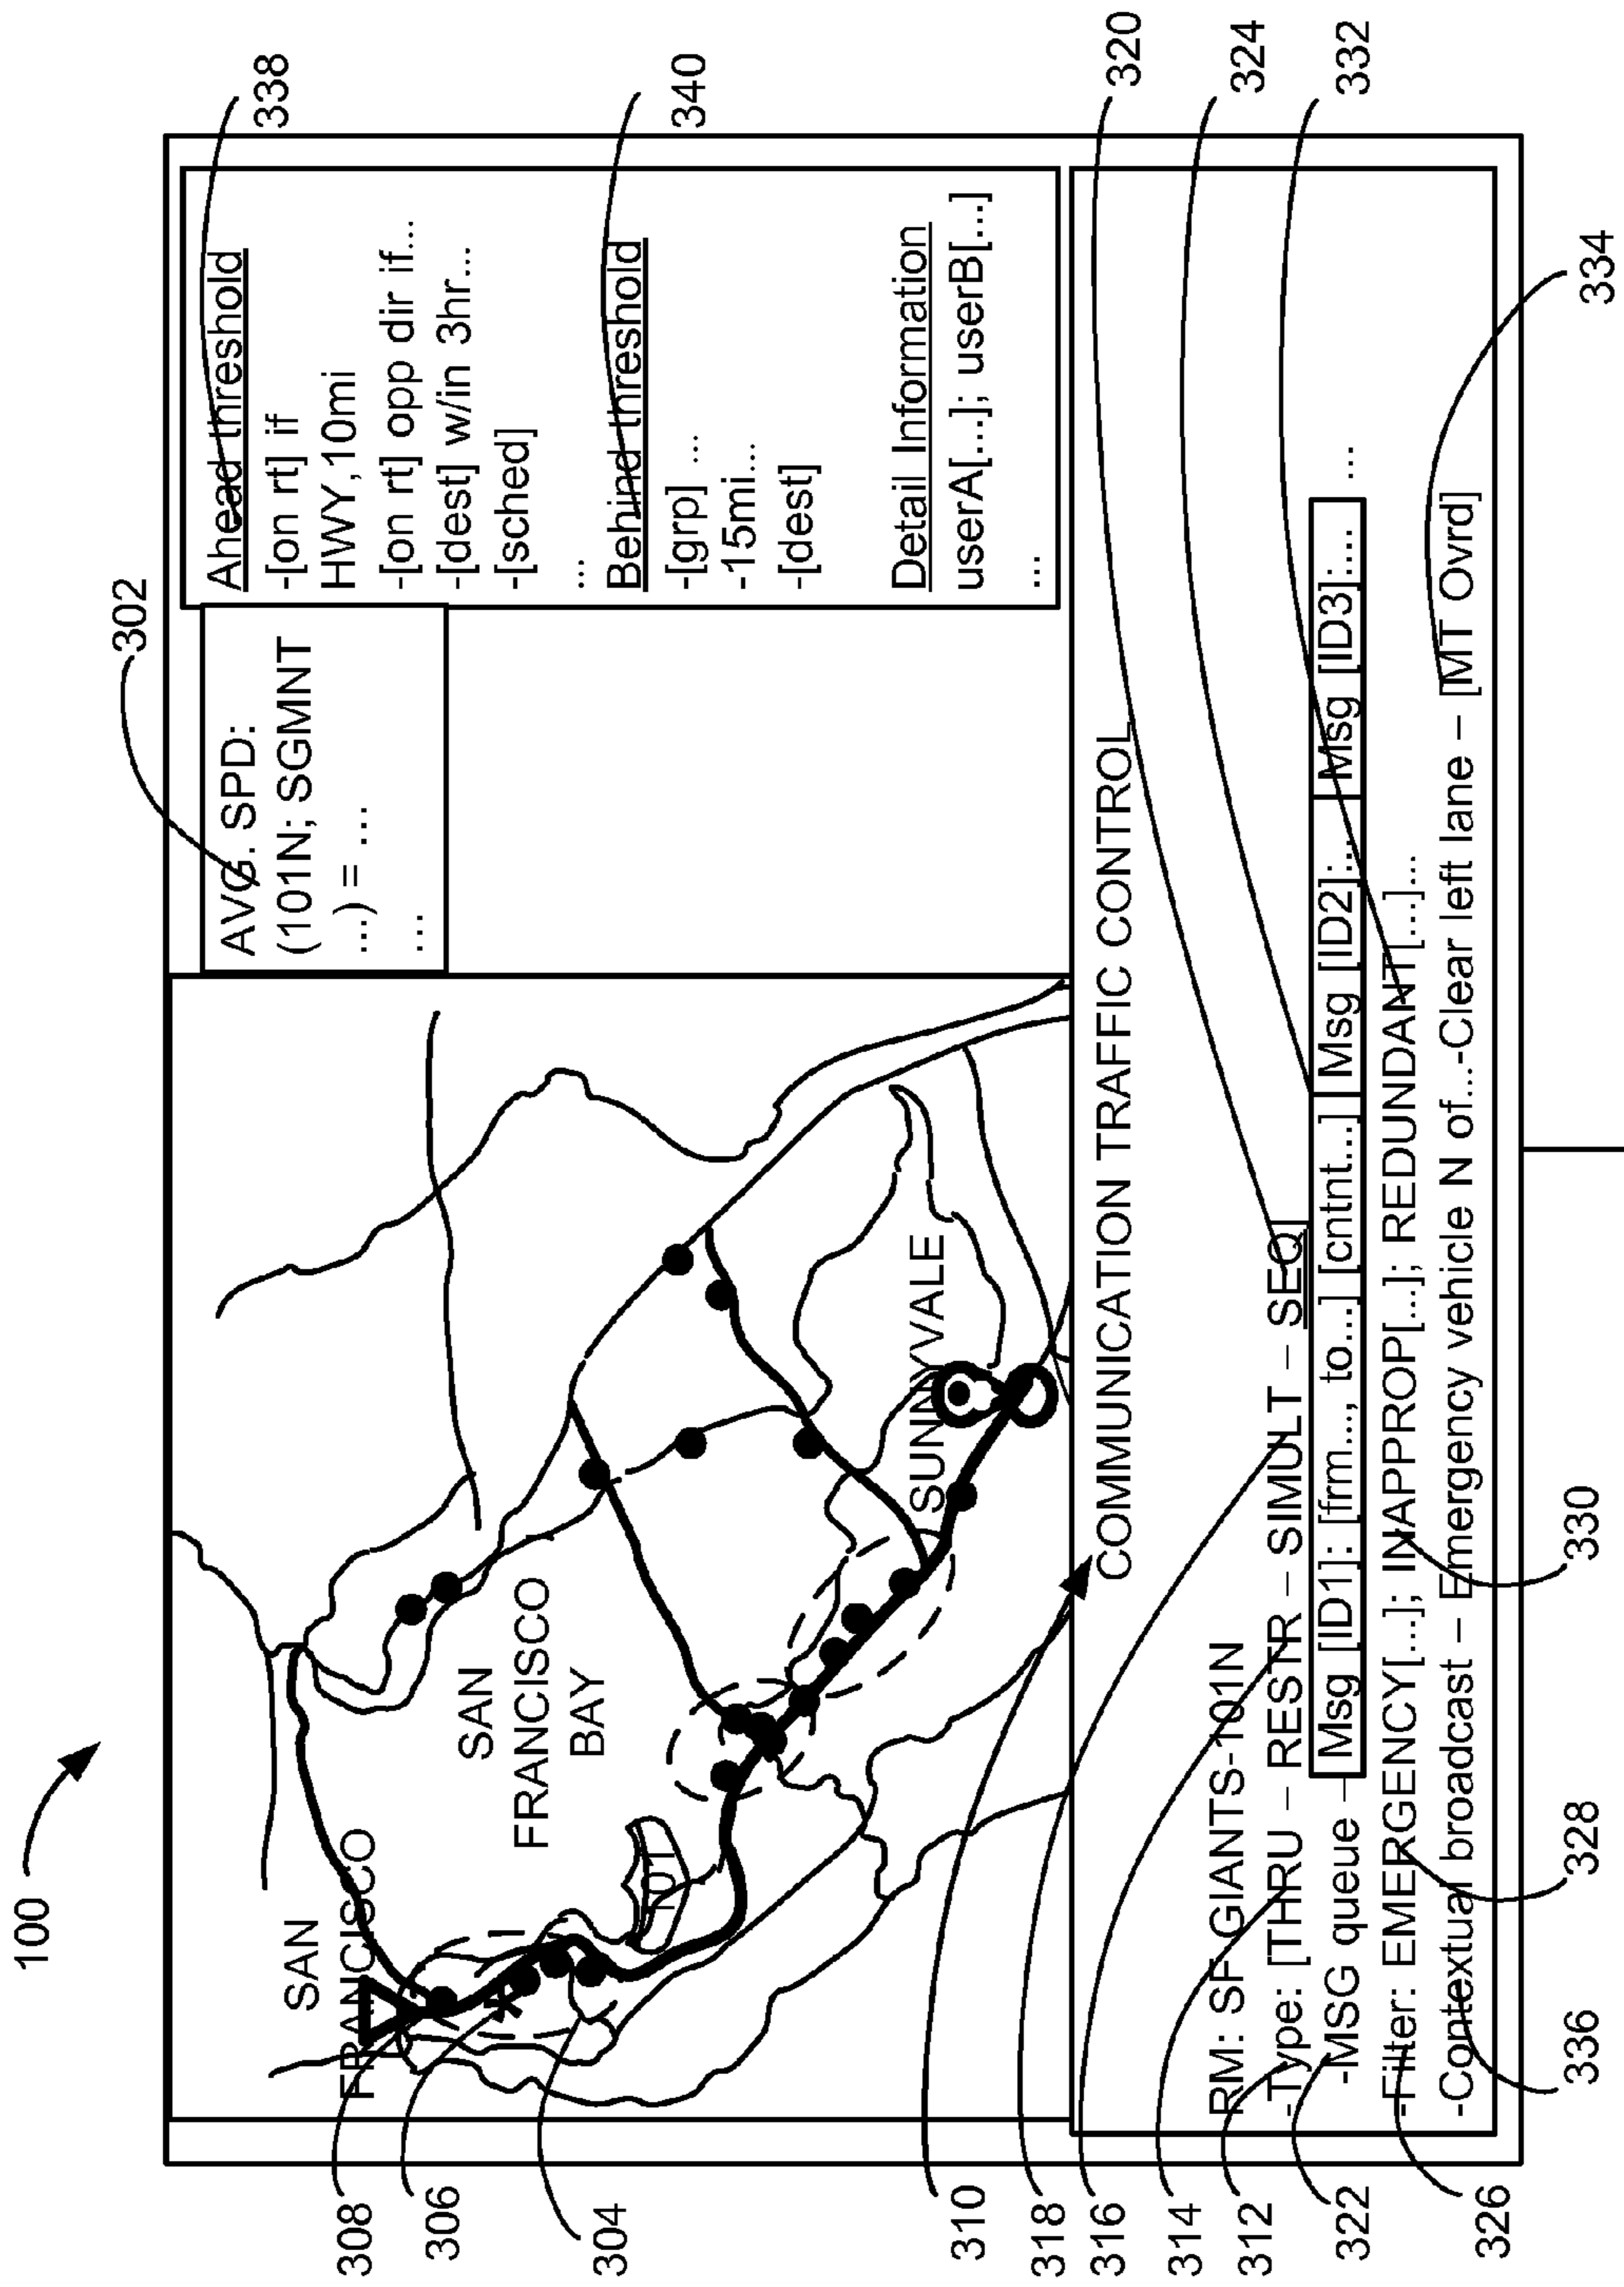 100
302
338
340
AVG. SPD:
(101N; SGMNT
...) = ...
...
Ahead threshold
-[on rt] if
HWY,10mi
-[on rt] opp dir if...
-[dest] w/in 3hr...
-[sched]
...
Behind threshold
-[grp] ...
-15mi...
-[dest]
Detail Information
userA[...]; userB[...]
...
SAN
FRANCISCO
SAN
FRANCISCO
BAY
101
SUNNYVALE
308
306
304
COMMUNICATION TRAFFIC CONTROL
RM: SF GIANTS-101N
-Type: [THRU – RESTR – SIMULT – SEQ]
-MSG queue – Msg [ID1]: [frm..., to...] [cntnt...] Msg [ID2]:... Msg [ID3]:... ...
-Filter: EMERGENCY[...]; INAPPROP[...]; REDUNDANT[...]...
-Contextual broadcast – Emergency vehicle N of...-Clear left lane – [MT Ovrd]
310
318
316
314
312
322
326
320
324
332
336
328
330
334